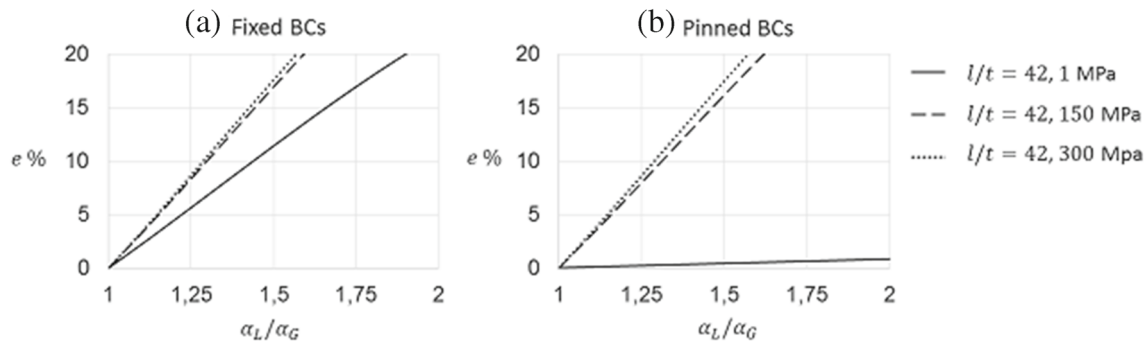 (a) Fixed BCs
20
15
e % 10
5
0
1 1,25 1,5 1,75 2
α_L/α_G
(b) Pinned BCs
20
15
e % 10
5
0
1 1,25 1,5 1,75 2
α_L/α_G
l/t = 42, 1 MPa
l/t = 42, 150 MPa
l/t = 42, 300 Mpa